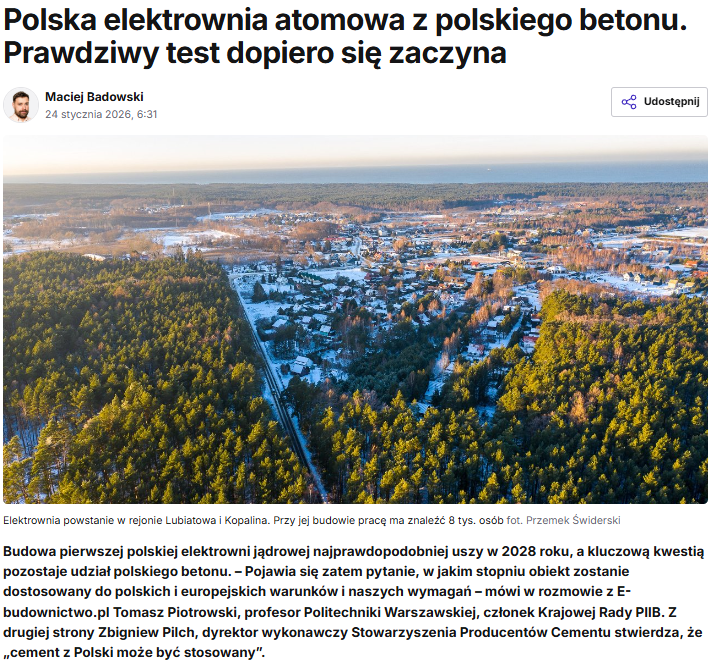 Polska elektrownia atomowa z polskiego betonu.
Prawdziwy test dopiero się zaczyna
Maciej Badowski
24 stycznia 2026, 6:31
Udostępnij
Elektrownia powstanie w rejonie Lubiatowa i Kopalina. Przy jej budowie pracę ma znaleźć 8 tys. osób fot. Przemek Świderski
Budowa pierwszej polskiej elektrowni jądrowej najprawdopodobniej uszy w 2028 roku, a kluczową kwestią
pozostaje udział polskiego betonu. – Pojawia się zatem pytanie, w jakim stopniu obiekt zostanie
dostosowany do polskich i europejskich warunków i naszych wymagań – mówi w rozmowie z E-
budownictwo.pl Tomasz Piotrowski, profesor Politechniki Warszawskiej, członek Krajowej Rady PIIB. Z
drugiej strony Zbigniew Pilch, dyrektor wykonawczy Stowarzyszenia Producentów Cementu stwierdza, że
„cement z Polski może być stosowany”.